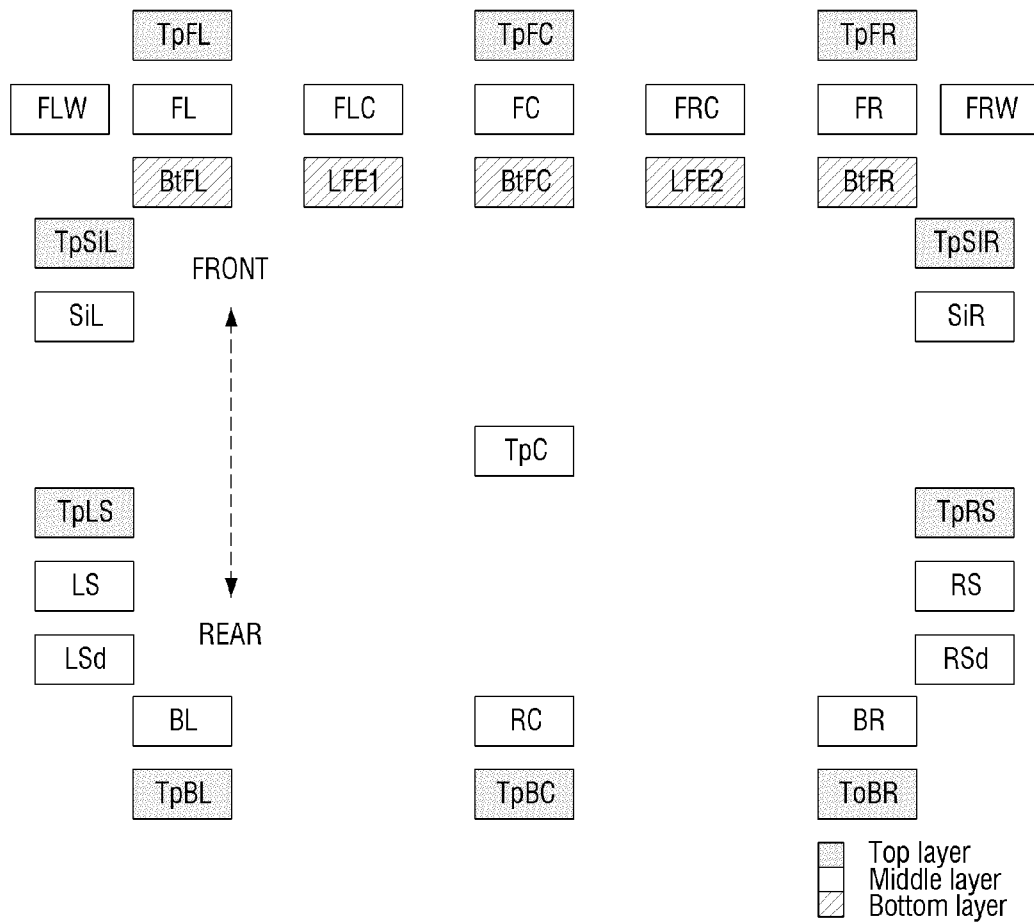 TpFL TpFC TpFR
FLW FL FLC FC FRC FR FRW
BtFL LFE1 BtFC LFE2 BtFR
TpSiL TpSIR
FRONT
SiL SiR
TpC
TpLS TpRS
LS RS
REAR
LSd RSd
BL RC BR
TpBL TpBC ToBR
Top layer
Middle layer
Bottom layer